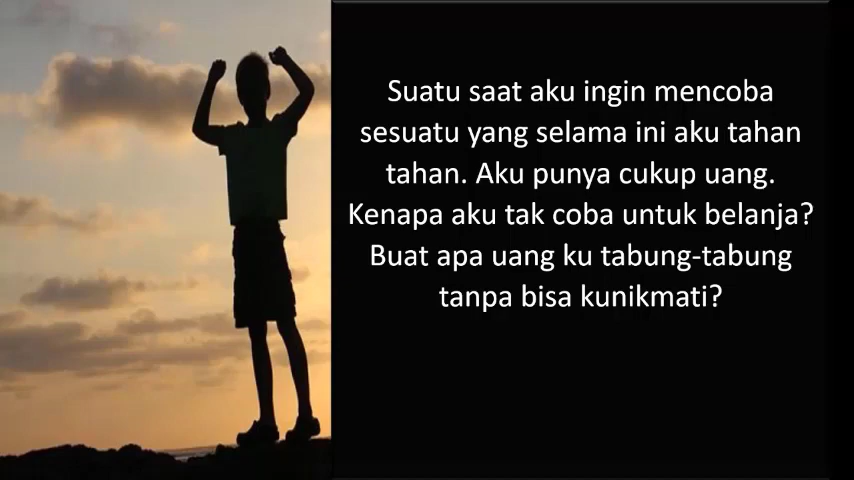 Suatu saat aku ingin mencoba
sesuatu yang selama ini aku tahan
tahan. Aku punya cukup uang.
Kenapa aku tak coba untuk belanja?
Buat apa uang ku tabung-tabung
tanpa bisa kunikmati?